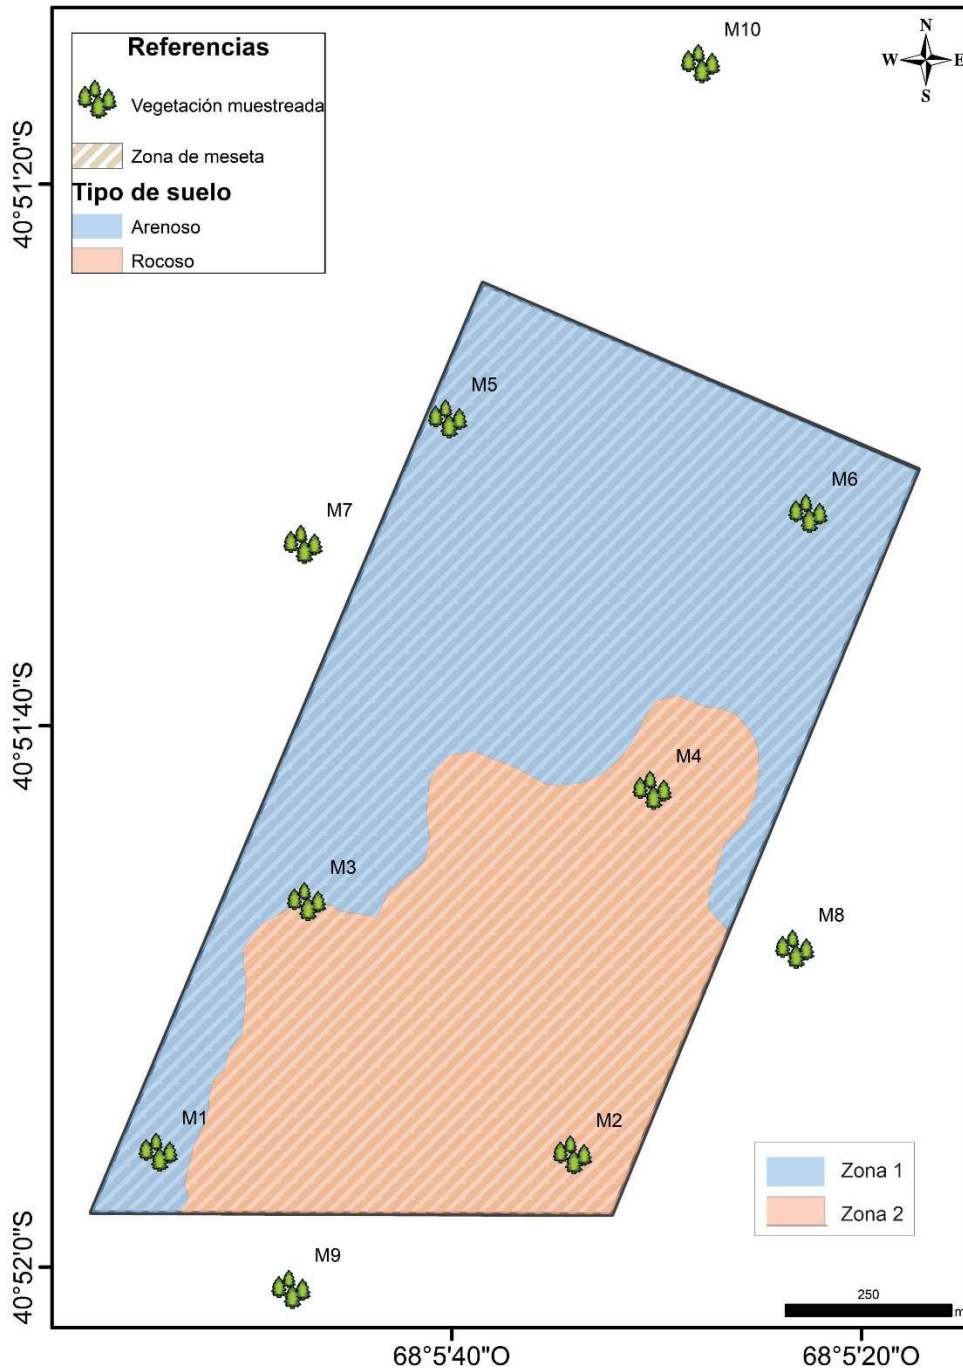 Referencias
Vegetación muestreada
Zona de meseta
Tipo de suelo
Arenoso
Rocoso
M10
N
W E
S
40°51'20"S
M5
M6
M7
40°51'40"S
M4
M3
M8
M1
M2
Zona 1
Zona 2
M9
40°52'0"S
250
m
68°5'40"O
68°5'20"O